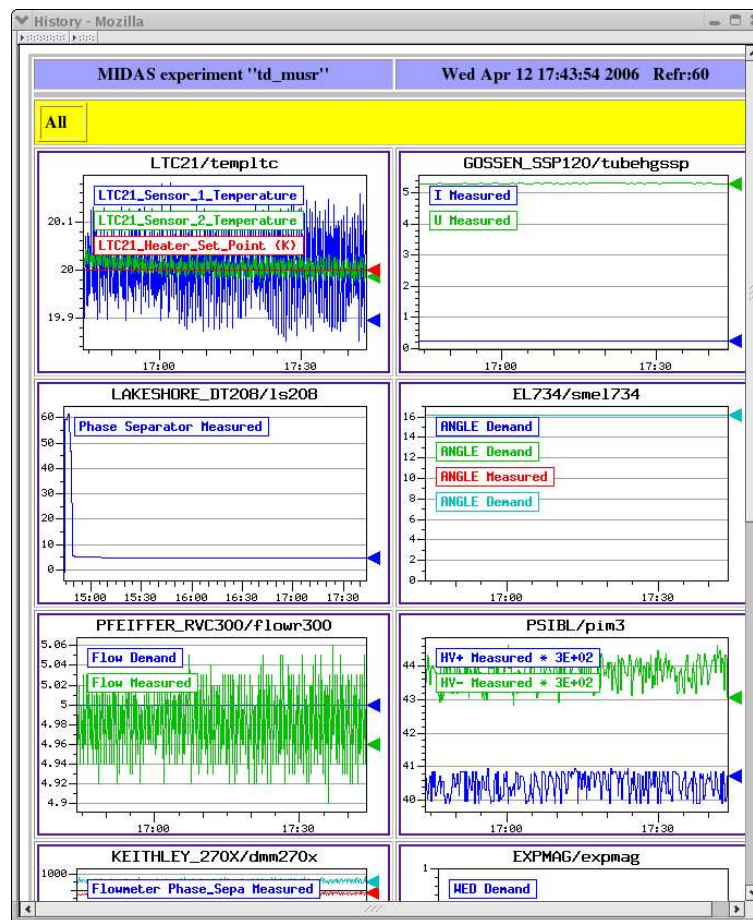 History - Mozilla
MIDAS experiment "td_musr"
Wed Apr 12 17:43:54 2006 Refr:60
All
LTC21/templtc
LTC21_Sensor_1_Temperature
LTC21_Sensor_2_Temperature
LTC21_Heater_Set_Point (K)
20.1
20
19.9
17:00 17:30
GOSSEN_SSP120/tubehgssp
I Measured
U Measured
5
4
3
2
1
0
17:00 17:30
LAKESHORE_DT208/ls208
Phase Separator Measured
60
50
40
30
20
10
0
15:00 15:30 16:00 16:30 17:00 17:30
EL734/smel734
ANGLE Demand
ANGLE Demand
ANGLE Measured
ANGLE Demand
16
14
12
10
8
6
4
2
0
17:00 17:30
PFEIFFER_RVC300/flowr300
Flow Demand
Flow Measured
5.06
5.04
5.02
5
4.98
4.96
4.94
4.92
4.9
17:00 17:30
PSIBL/pim3
HV+ Measured * 3E+02
HV- Measured * 3E+02
44
43
42
41
40
17:00 17:30
KEITHLEY_270X/dmm270x
1000
Flowmeter Phase_Sepa Measured
EXPMAG/expmag
1
WED Demand